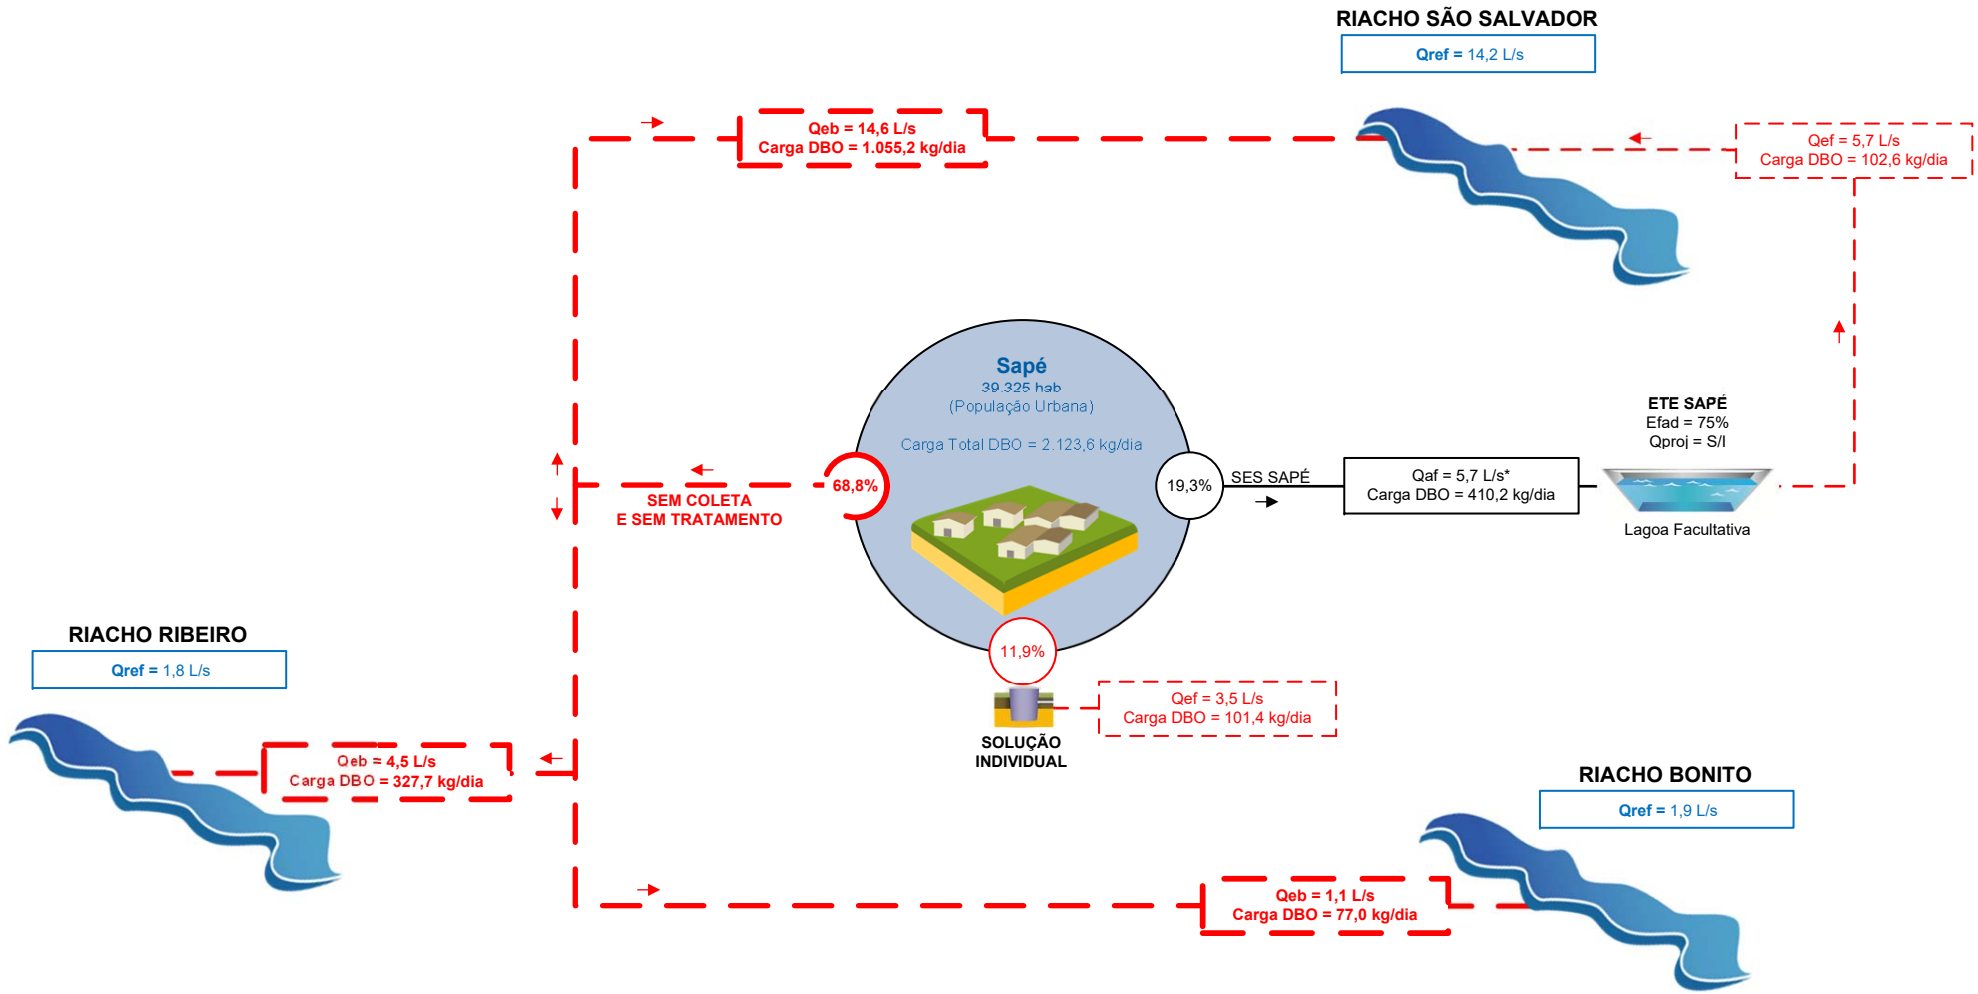 RIACHO SÃO SALVADOR
Qref = 14,2 L/s
Qeb = 14,6 L/s
Carga DBO = 1.055,2 kg/dia
Qef = 5,7 L/s
Carga DBO = 102,6 kg/dia
Sapé
39.325 hab
(População Urbana)
Carga Total DBO = 2.123,6 kg/dia
ETE SAPÉ
Efad = 75%
Qproj = S/I
68,8%
SEM COLETA
E SEM TRATAMENTO
19,3%
SES SAPÉ
Qaf = 5,7 L/s*
Carga DBO = 410,2 kg/dia
Lagoa Facultativa
RIACHO RIBEIRO
Qref = 1,8 L/s
11,9%
Qef = 3,5 L/s
Carga DBO = 101,4 kg/dia
SOLUÇÃO
INDIVIDUAL
Qeb = 4,5 L/s
Carga DBO = 327,7 kg/dia
RIACHO BONITO
Qref = 1,9 L/s
Qeb = 1,1 L/s
Carga DBO = 77,0 kg/dia